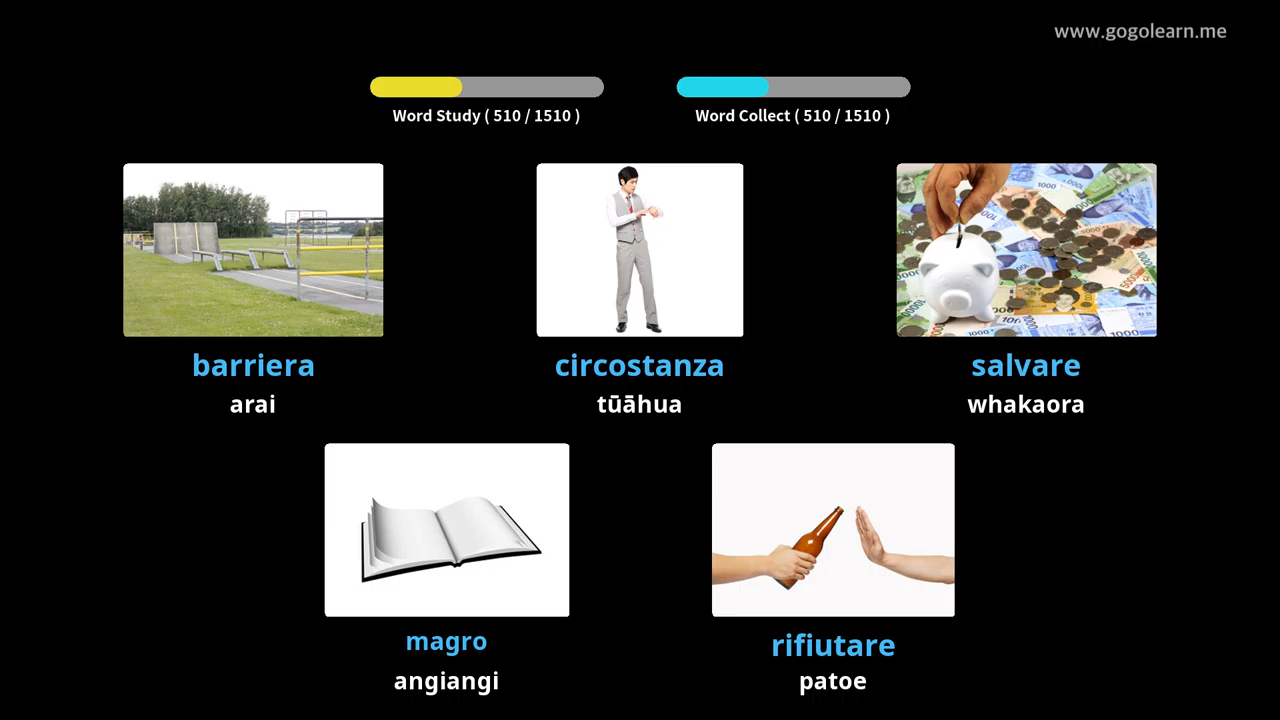 www.gogolearn.me
Word Study ( 510 / 1510 )
Word Collect ( 510 / 1510 )
barriera
arai
circostanza
tūāhua
salvare
whakaora
magro
angiangi
rifiutare
patoe